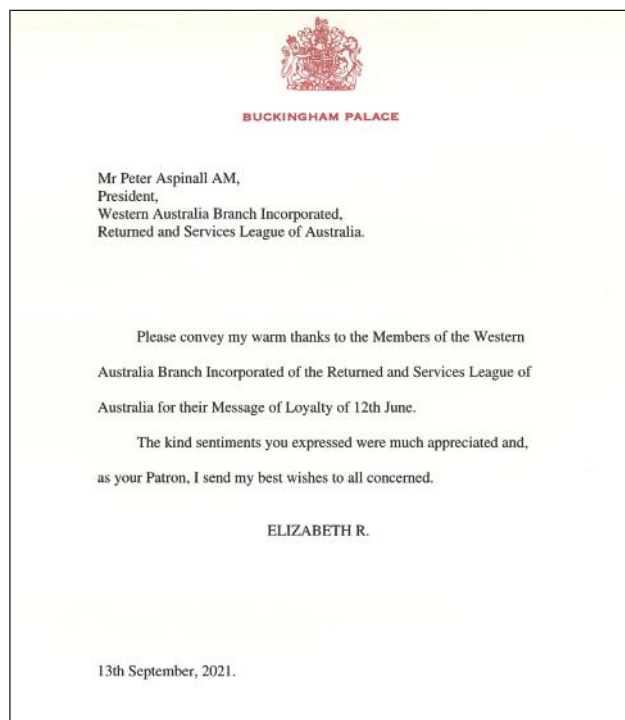 BUCKINGHAM PALACE
Mr Peter Aspinall AM,
President,
Western Australia Branch Incorporated,
Returned and Services League of Australia.
Please convey my warm thanks to the Members of the Western
Australia Branch Incorporated of the Returned and Services League of
Australia for their Message of Loyalty of 12th June.
The kind sentiments you expressed were much appreciated and,
as your Patron, I send my best wishes to all concerned.
ELIZABETH R.
13th September, 2021.